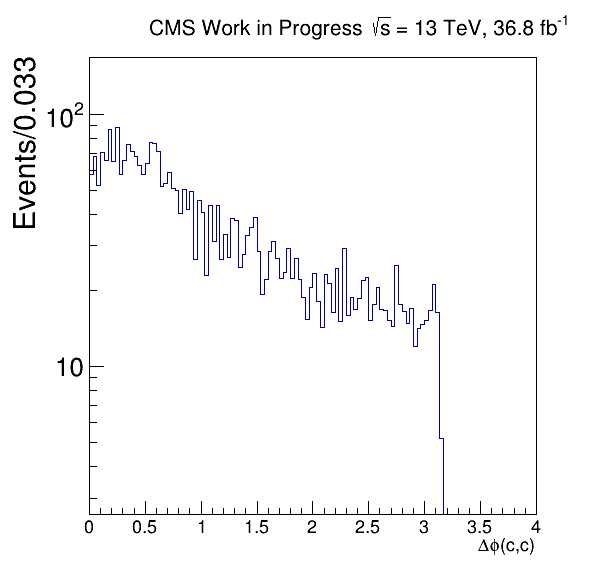 CMS Work in Progress √s = 13 TeV, 36.8 fb⁻¹
Events/0.033
10²
10
0 0.5 1 1.5 2 2.5 3 3.5 4
Δϕ(c,c)